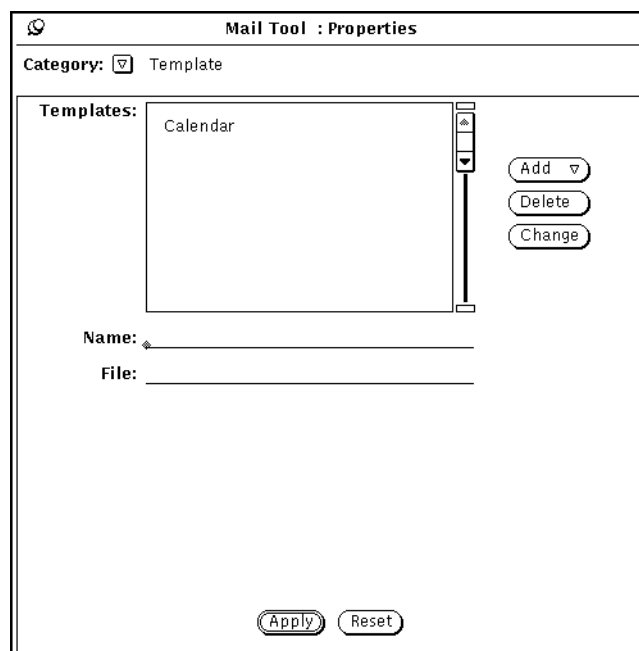 Mail Tool : Properties
Category: Template
Templates:
Calendar
Add
Delete
Change
Name:
File:
Apply Reset